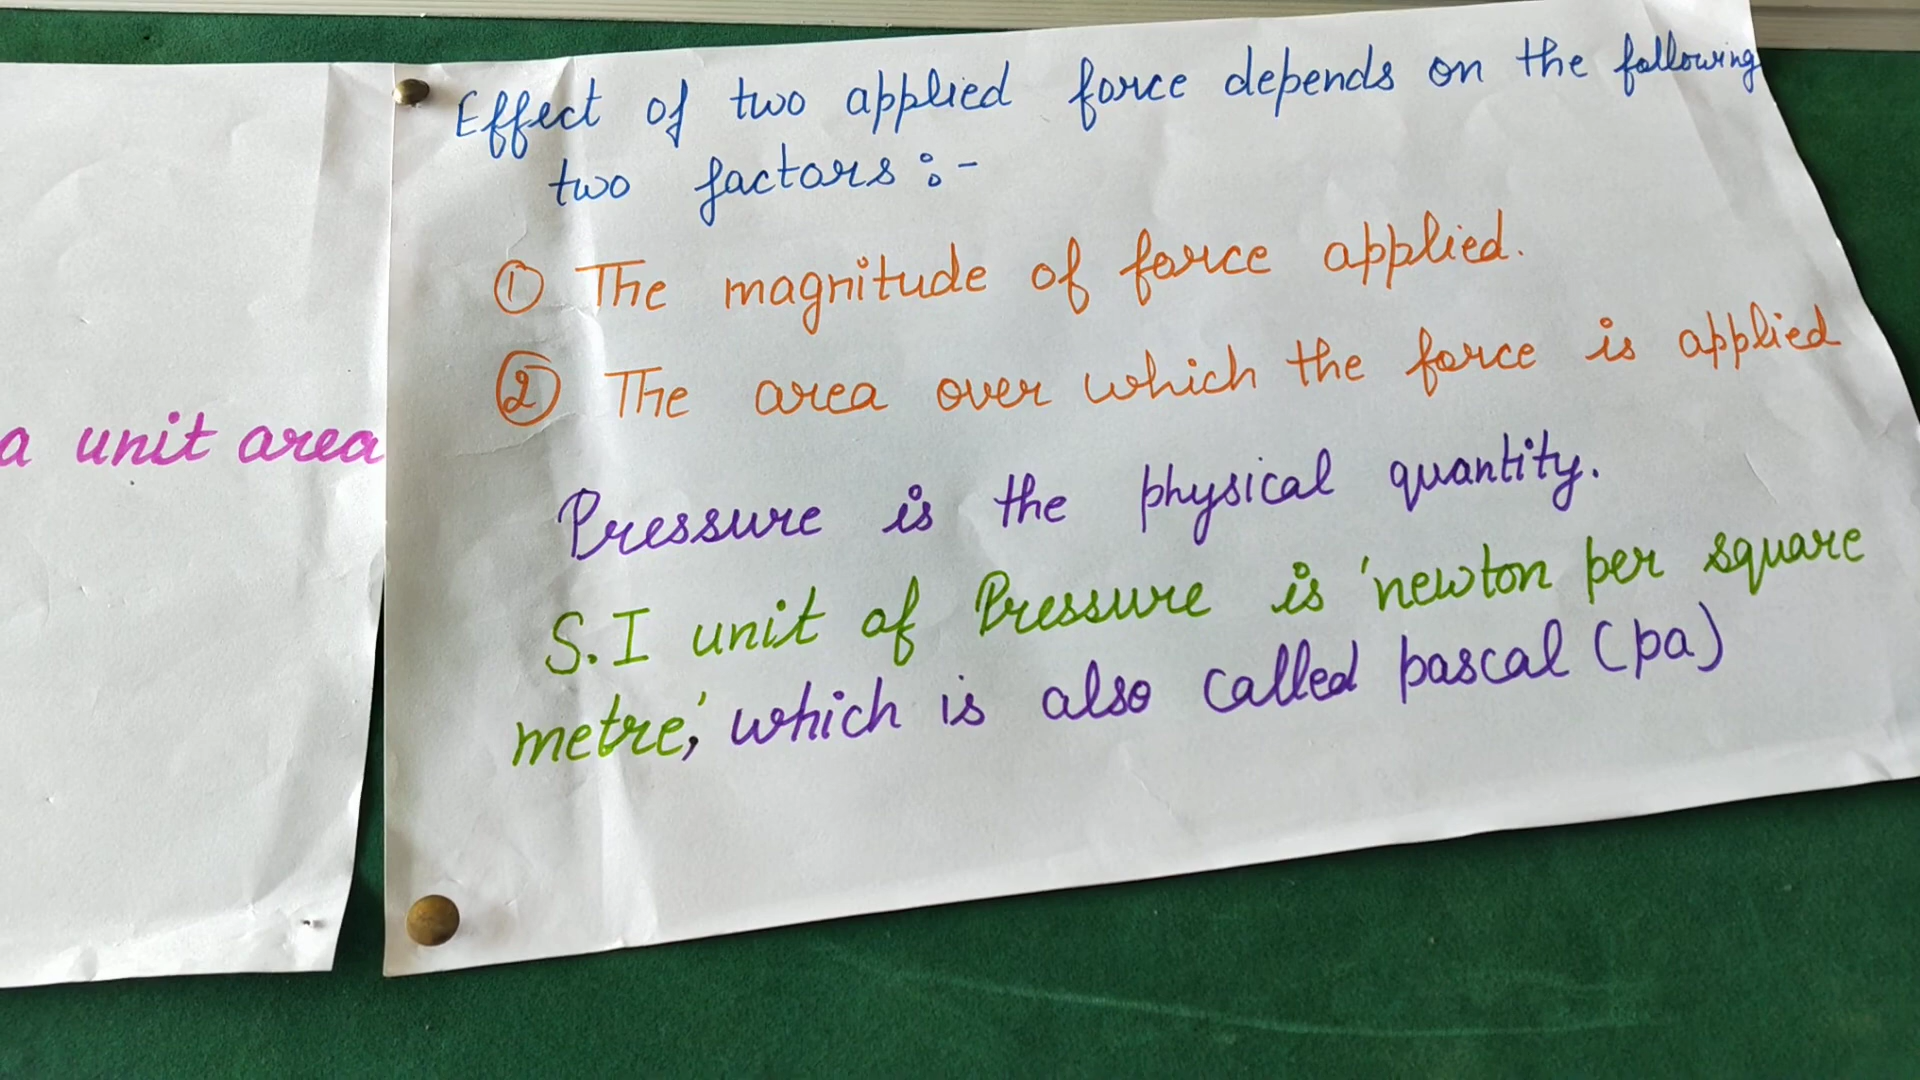 a unit area
Effect of two applied force depends on the following
two factors :-
① The magnitude of force applied.
② The area over which the force is applied
Pressure is the physical quantity.
S.I unit of Pressure is 'newton per square
metre', which is also called pascal (pa)